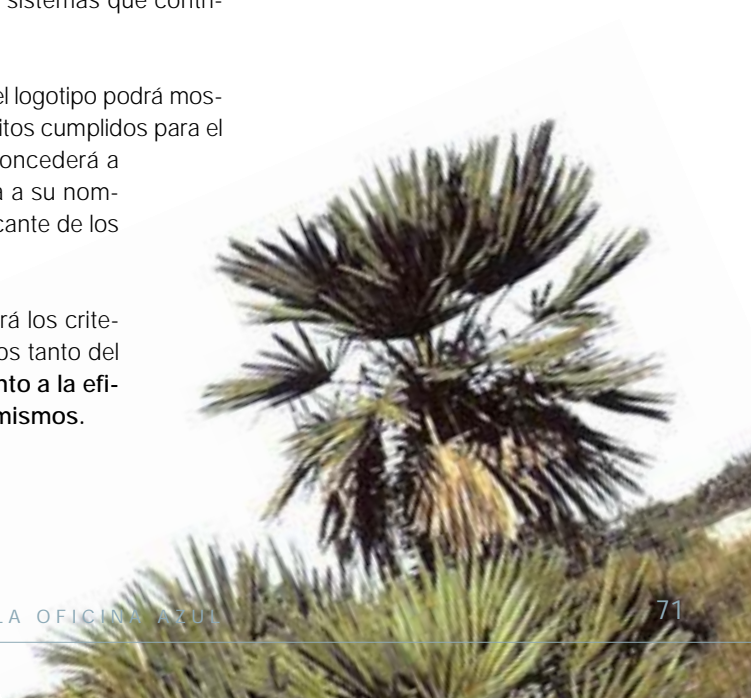 sistemas que contri-
el logotipo podrá mos-
itos cumplidos para el
oncederá a
a su nom-
cante de los
rá los crite-
os tanto del
nto a la efi-
mismos.
LA OFICINA AZUL
71